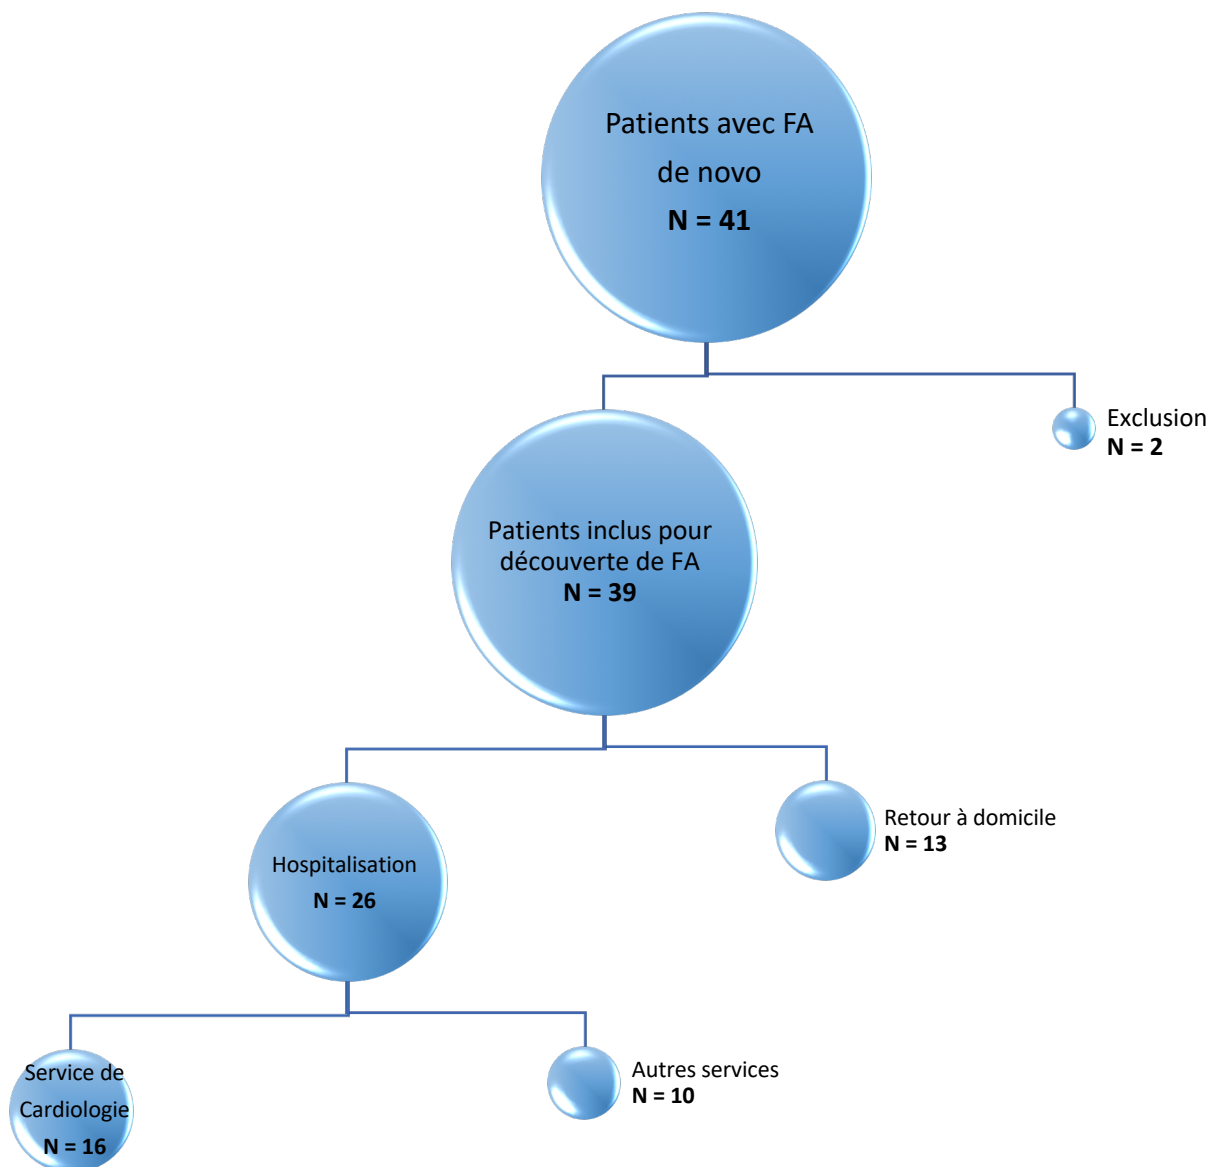 Patients avec FA
de novo
N = 41
Exclusion
N = 2
Patients inclus pour
découverte de FA
N = 39
Retour à domicile
N = 13
Hospitalisation
N = 26
Service de
Cardiologie
N = 16
Autres services
N = 10